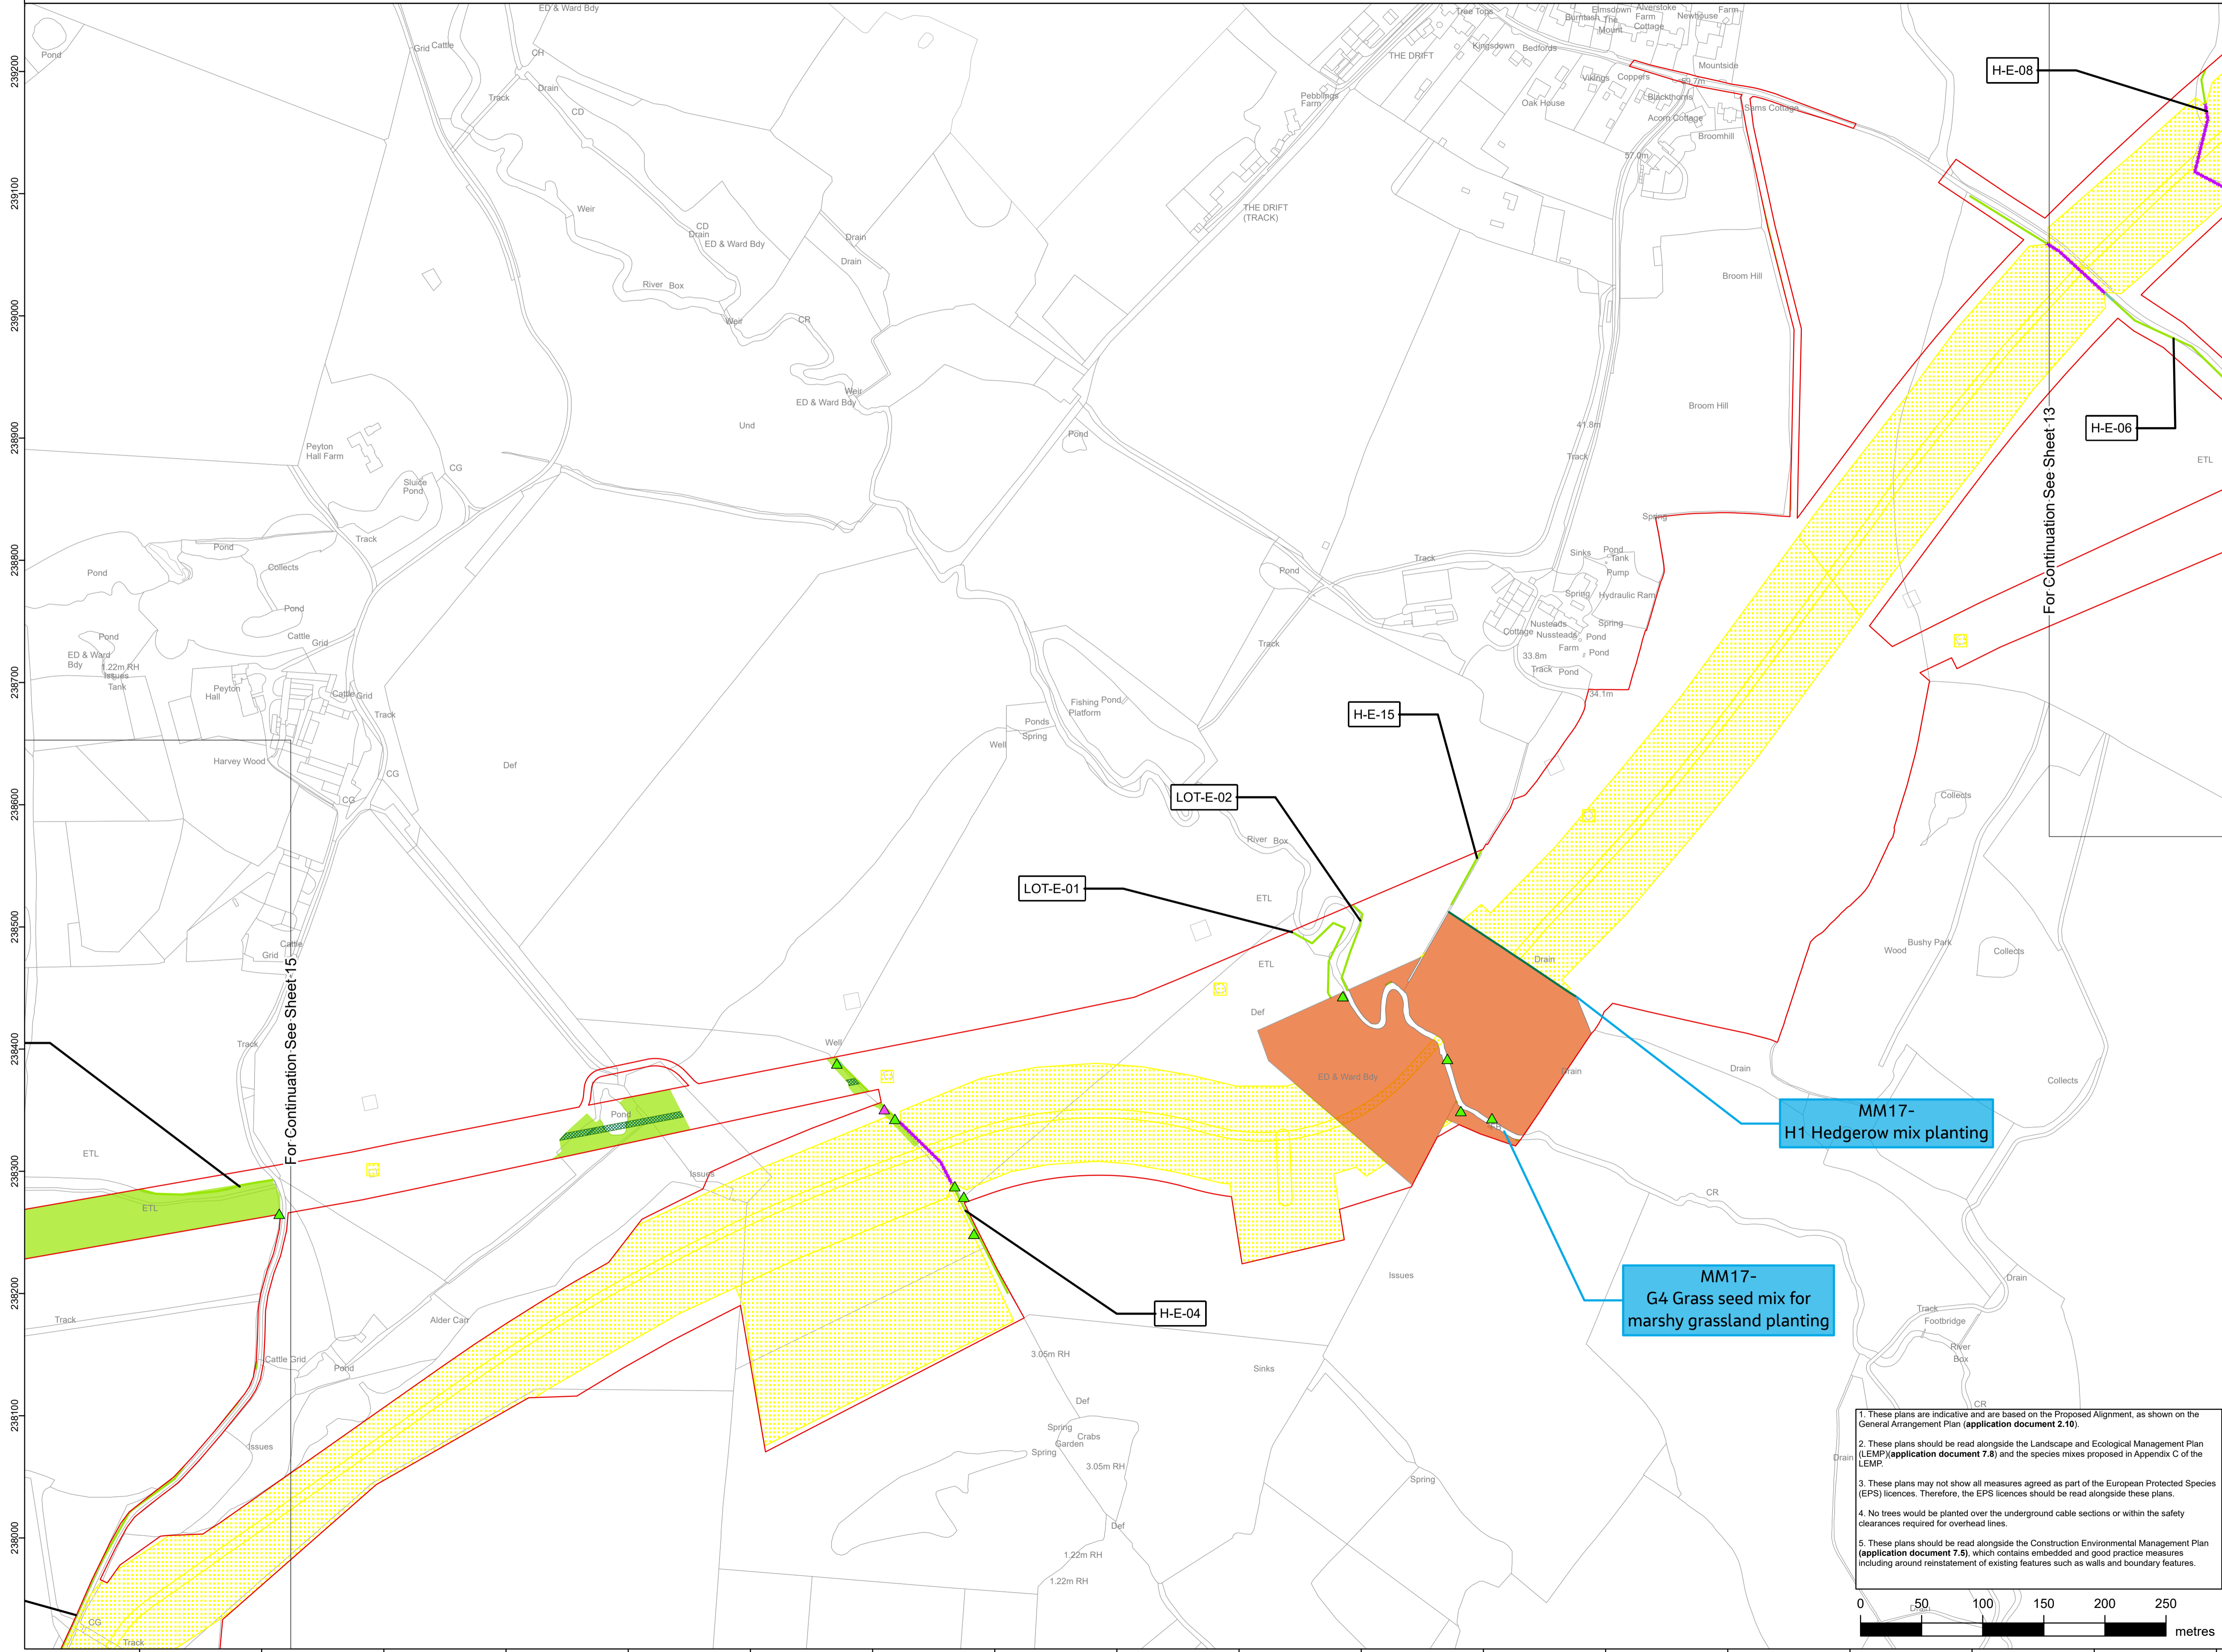 ED & Ward Bdy
Tree Tops
Elmsdown
Alverstoke
Farm
Burntash The
Mount
Farm
Cottage
Newhouse
Pond
Grid Cattle
CH
THE DRIFT
Kingsdown
Bedfords
Mountside
239200
H-E-08
Track
Drain
CD
Pebblings
Farm
Vikings
Coppers
59.7m
Oak House
Blackthorns
Sams Cottage
Acorn Cottage
Broomhill
57.0m
239100
Weir
THE DRIFT
(TRACK)
CD
Drain
ED & Ward Bdy
Drain
Drain
River Box
Broom Hill
239000
Weir
CR
Weir
ED & Ward Bdy
Broom Hill
Und
41.8m
Pond
238900
H-E-06
For Continuation See Sheet 13
Peyton
Hall Farm
CG
Track
ETL
Sluice
Pond
Spring
Track
Pond
Collects
Sinks
Pond
Tank
238800
Track
Pond
Pond
Pump
Spring
Hydraulic Ram
Pond
Cattle
Grid
Nusteads
Cottage
Nussteads
Spring
Pond
Farm
Pond
Track
33.8m
Track
Pond
34.1m
Pond
ED & Ward
Bdy
1.22m RH
Issues
Tank
238700
Peyton
Hall
Cattle Grid
Track
Fishing
Platform
Pond
Ponds
Spring
H-E-15
Well
Harvey Wood
Def
CG
CG
LOT-E-02
Collects
238600
River Box
LOT-E-01
ETL
238500
Cattle
Grid
ETL
Drain
Wood
Bushy Park
Collects
For Continuation See Sheet 15
Def
Track
Well
238400
ED & Ward Bdy
Drain
Drain
Collects
Pond
MM17-
H1 Hedgerow mix planting
ETL
238300
Issues
ETL
CR
MM17-
G4 Grass seed mix for
marshy grassland planting
Issues
Drain
238200
Track
Alder Carr
H-E-04
Track
Footbridge
River
Box
Cattle Grid
Pond
3.05m RH
Sinks
Def
CR
238100
Issues
Spring
Garden
Crabs
Spring
3.05m RH
Spring
Drain
238000
Def
1.22m RH
1.22m RH
CG
Track
Drain
1. These plans are indicative and are based on the Proposed Alignment, as shown on the
General Arrangement Plan (application document 2.10).
2. These plans should be read alongside the Landscape and Ecological Management Plan
(LEMP)(application document 7.8) and the species mixes proposed in Appendix C of the
LEMP.
3. These plans may not show all measures agreed as part of the European Protected Species
(EPS) licences. Therefore, the EPS licences should be read alongside these plans.
4. No trees would be planted over the underground cable sections or within the safety
clearances required for overhead lines.
5. These plans should be read alongside the Construction Environmental Management Plan
(application document 7.5), which contains embedded and good practice measures
including around reinstatement of existing features such as walls and boundary features.
0 50 100 150 200 250
metres